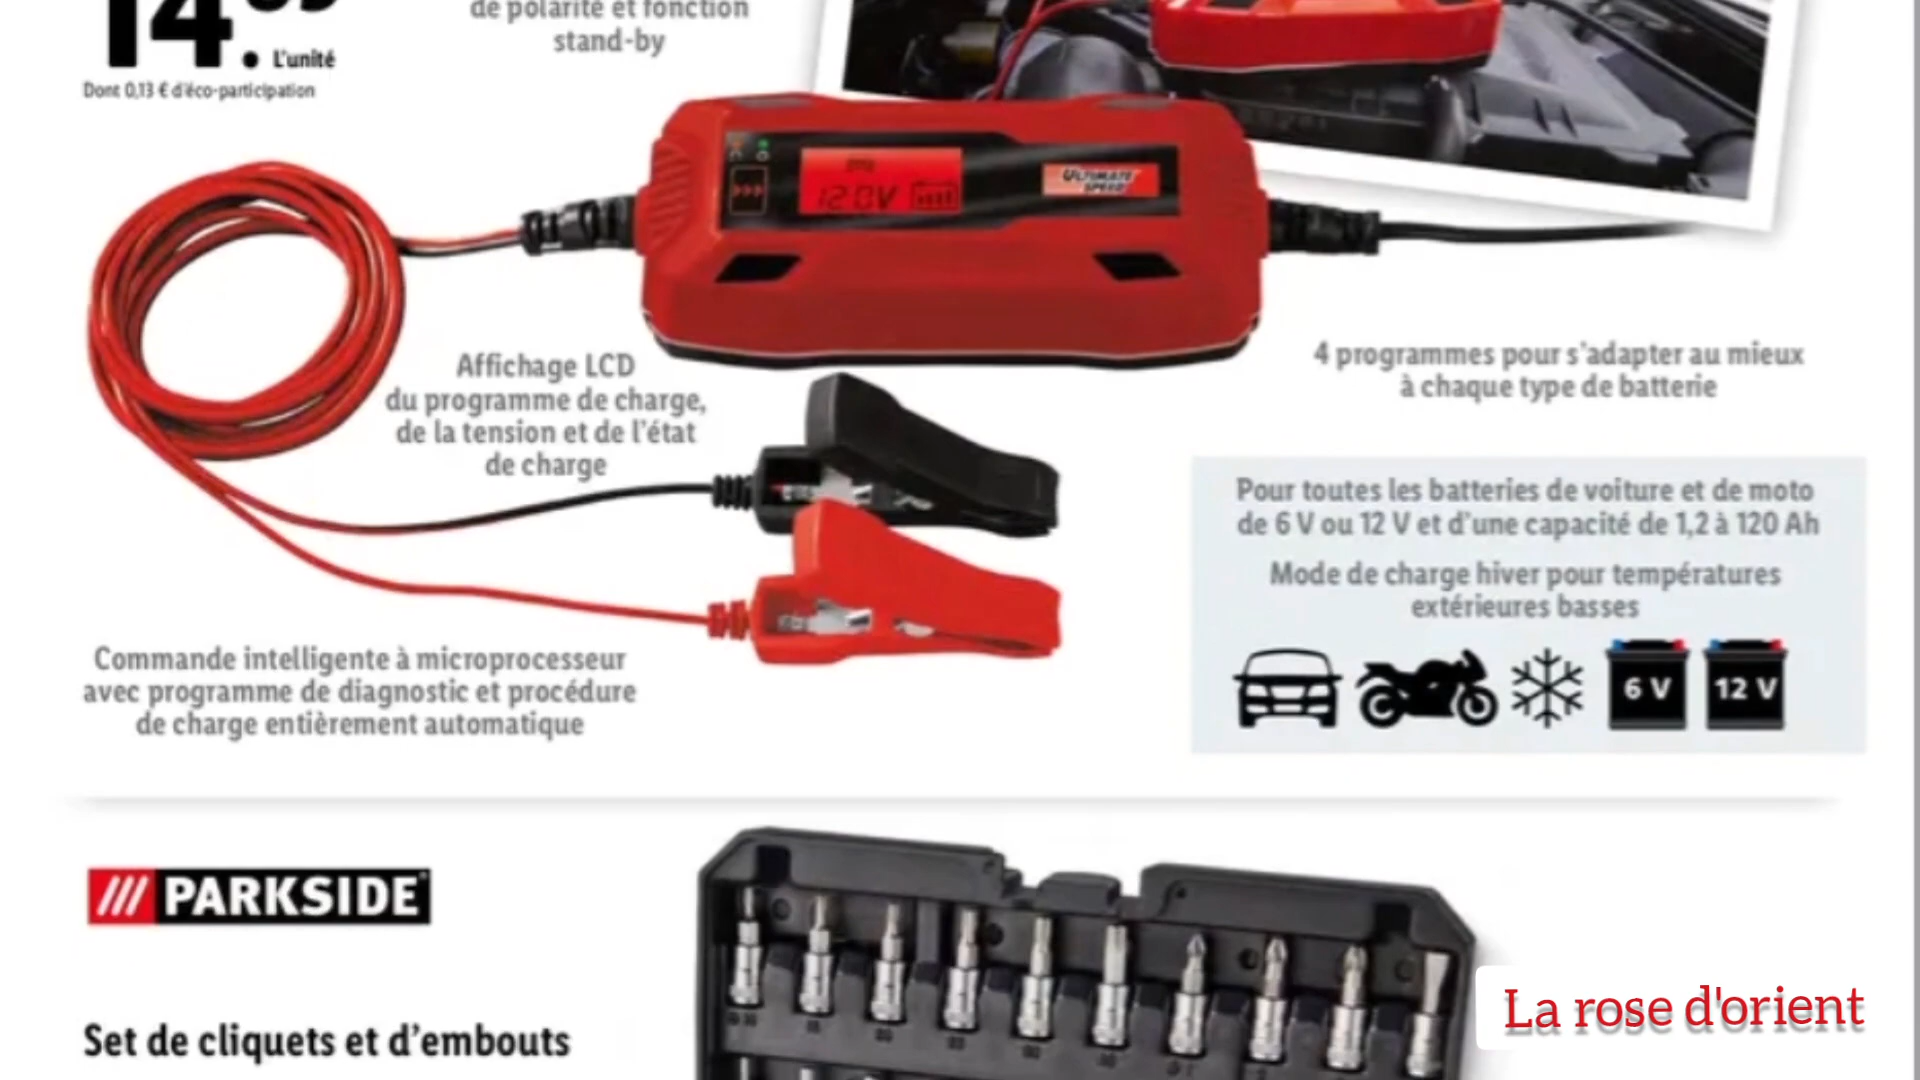 14.
L'unité
Dont 0,13 € d'éco-participation
de polarité et fonction
stand-by
12.0V
ULTIMATE
SPEED
Affichage LCD
du programme de charge,
de la tension et de l'état
de charge
4 programmes pour s'adapter au mieux
à chaque type de batterie
Pour toutes les batteries de voiture et de moto
de 6 V ou 12 V et d'une capacité de 1,2 à 120 Ah
Mode de charge hiver pour températures
extérieures basses
6 V
12 V
Commande intelligente à microprocesseur
avec programme de diagnostic et procédure
de charge entièrement automatique
PARKSIDE
Set de cliquets et d'embouts
La rose d'orient